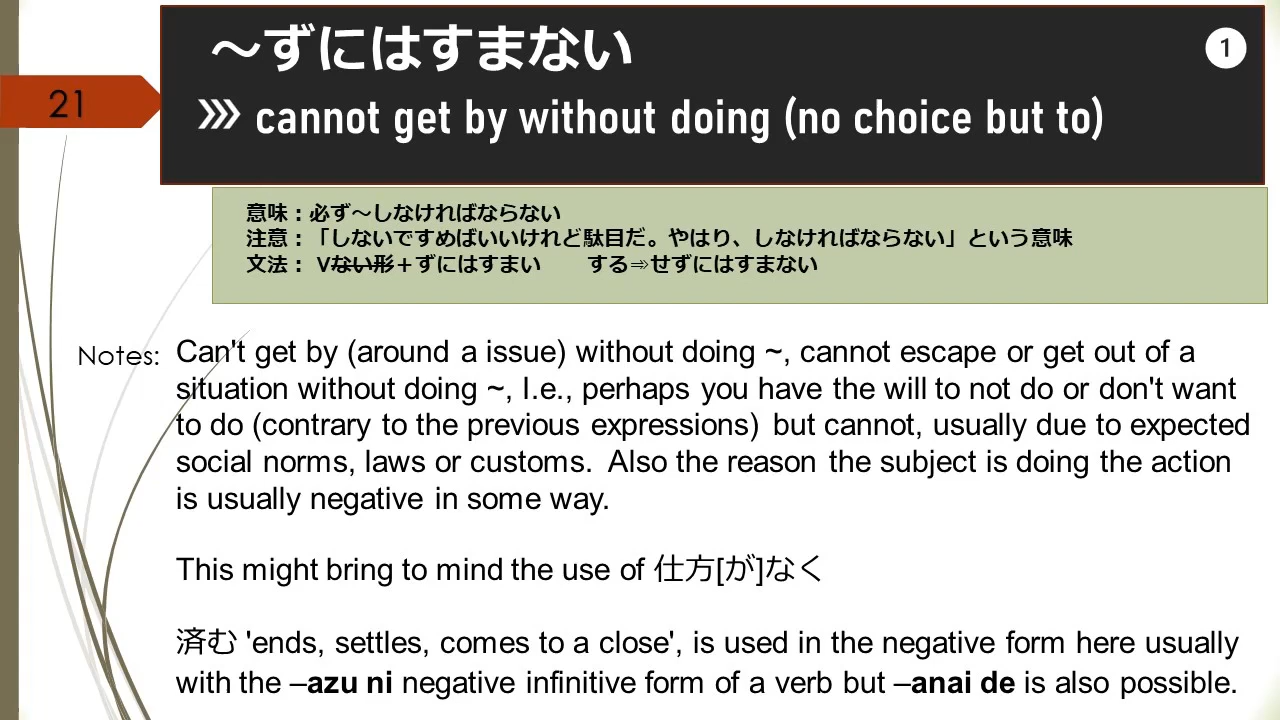 ～ずにはすまない
1
21
cannot get by without doing (no choice but to)
意味：必ず～しなければならない
注意：「しないですめばいいけれど駄目だ。やはり、しなければならない」という意味
文法： Vない形＋ずにはすまい する⇒せずにはすまない
Notes: Can't get by (around a issue) without doing ~, cannot escape or get out of a
situation without doing ~, I.e., perhaps you have the will to not do or don't want
to do (contrary to the previous expressions) but cannot, usually due to expected
social norms, laws or customs. Also the reason the subject is doing the action
is usually negative in some way.
This might bring to mind the use of 仕方[が]なく
済む 'ends, settles, comes to a close', is used in the negative form here usually
with the –azu ni negative infinitive form of a verb but –anai de is also possible.